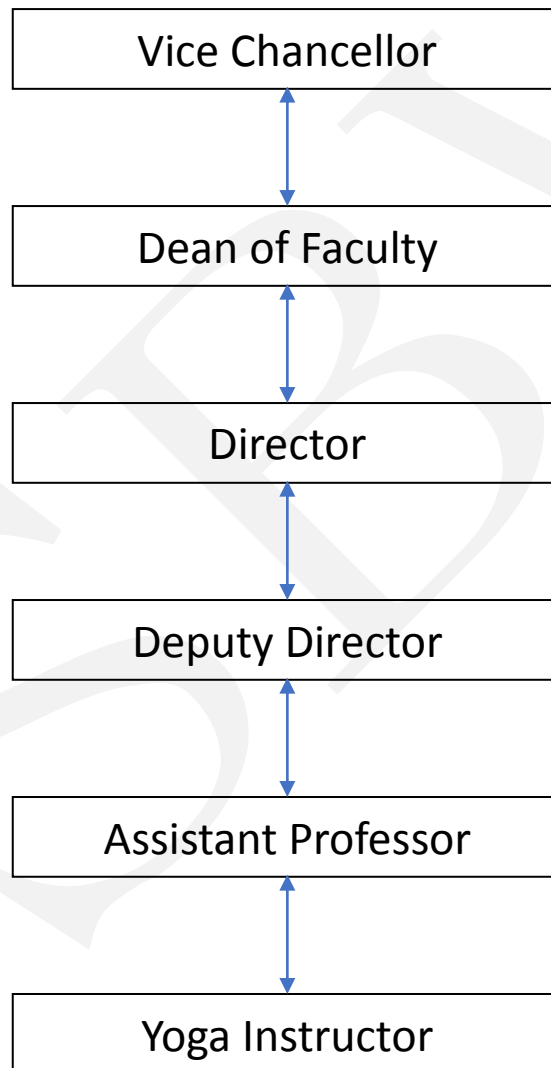 Vice Chancellor
Dean of Faculty
Director
Deputy Director
Assistant Professor
Yoga Instructor